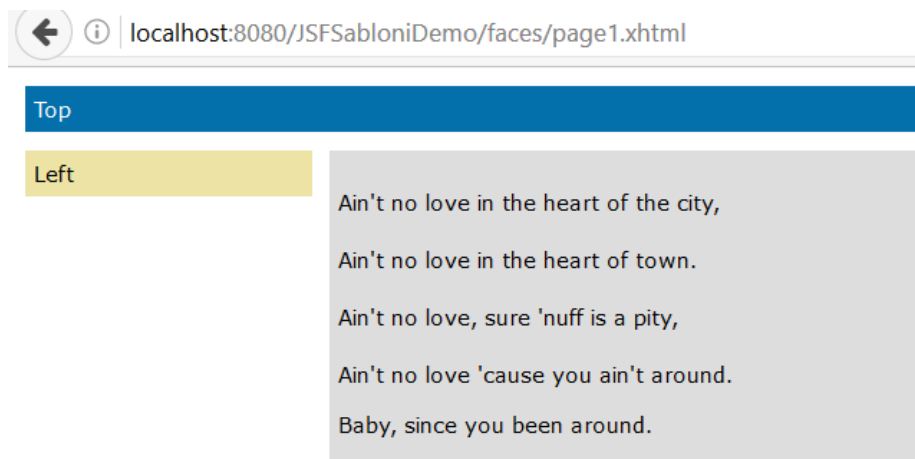 localhost:8080/JSFSabloniDemo/faces/page1.xhtml
Top
Left
Ain't no love in the heart of the city,
Ain't no love in the heart of town.
Ain't no love, sure 'nuff is a pity,
Ain't no love 'cause you ain't around.
Baby, since you been around.